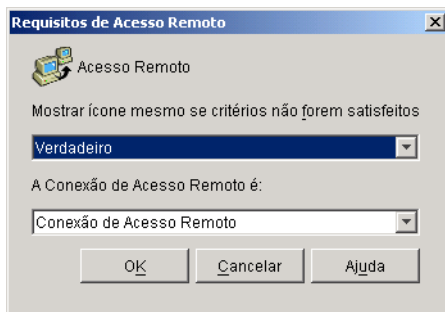 Requisitos de Acesso Remoto
Acesso Remoto
Mostrar ícone mesmo se critérios não forem satisfeitos
Verdadeiro
A Conexão de Acesso Remoto é:
Conexão de Acesso Remoto
OK
Cancelar
Ajuda